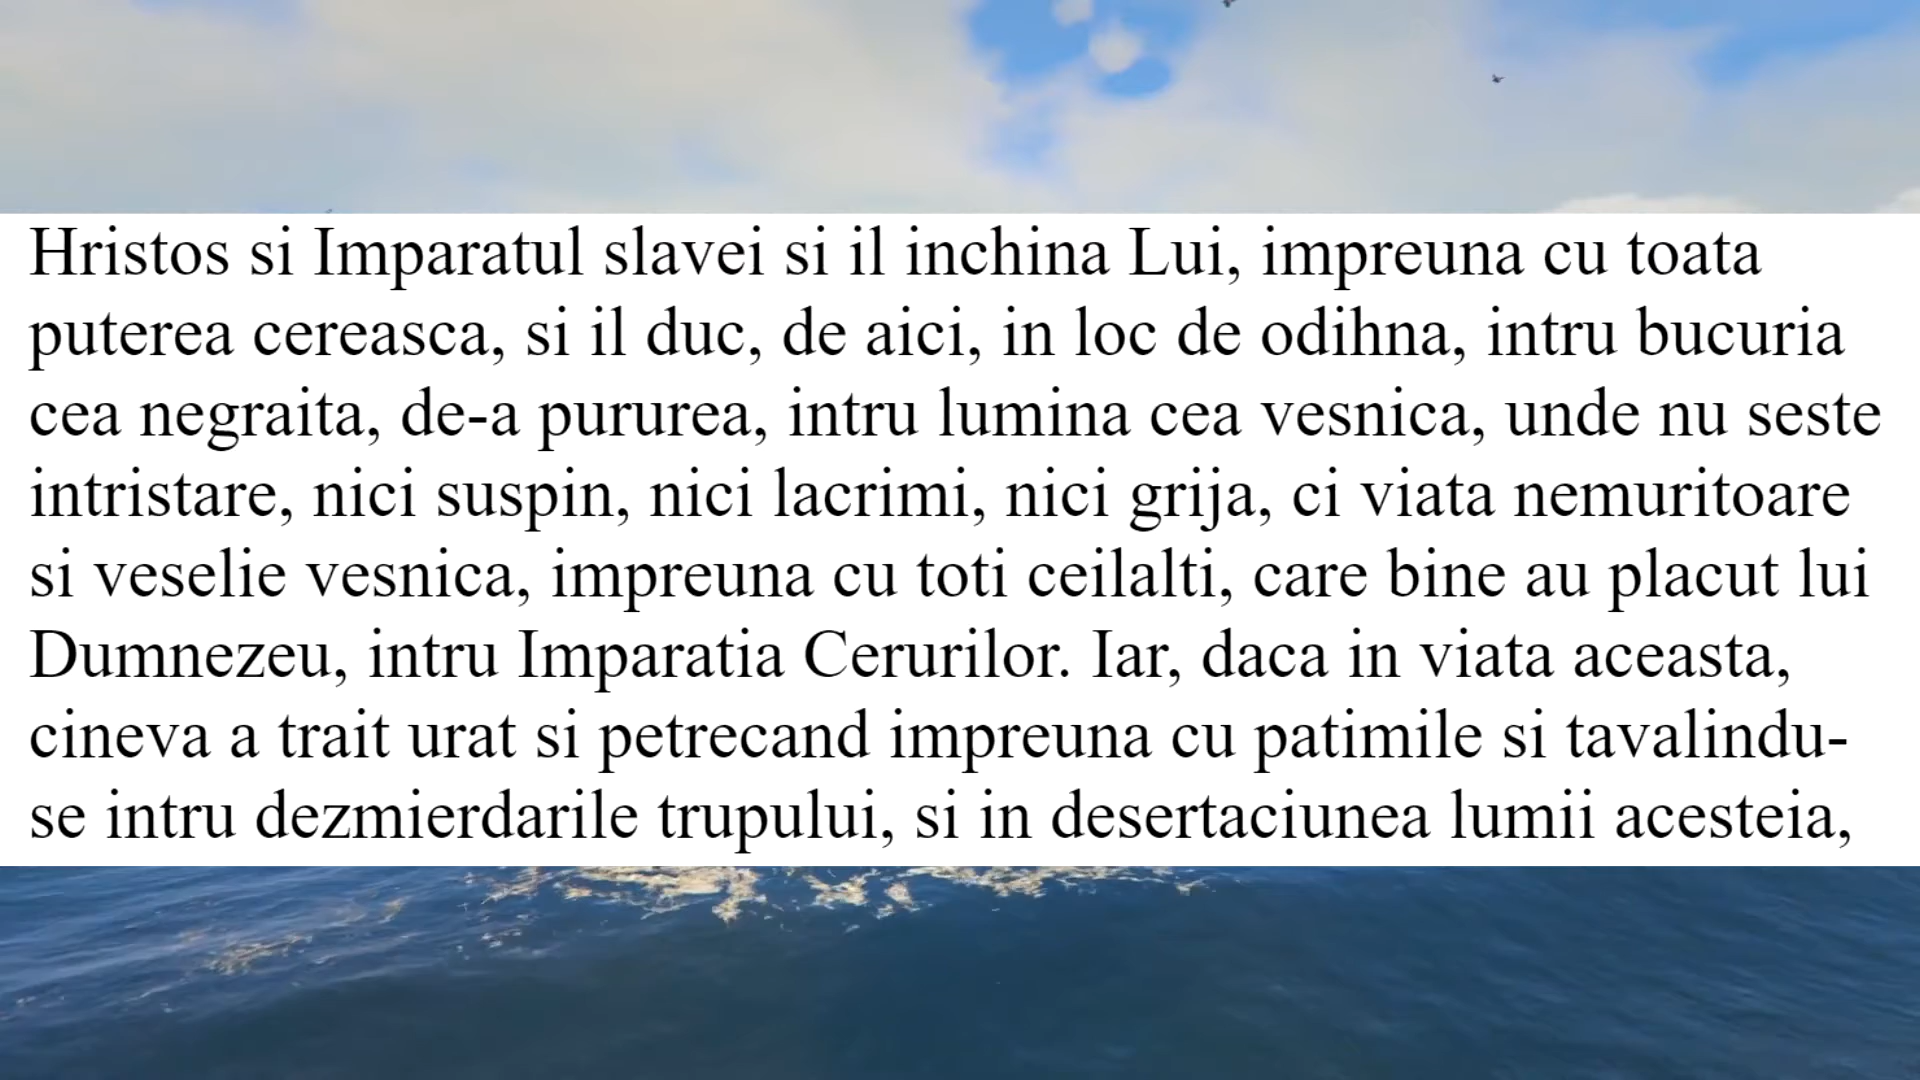 Hristos si Imparatul slavei si il inchina Lui, impreuna cu toata
puterea cereasca, si il duc, de aici, in loc de odihna, intru bucuria
cea negraita, de-a pururea, intru lumina cea vesnica, unde nu seste
intristare, nici suspin, nici lacrimi, nici grija, ci viata nemuritoare
si veselie vesnica, impreuna cu toti ceilalti, care bine au placut lui
Dumnezeu, intru Imparatia Cerurilor. Iar, daca in viata aceasta,
cineva a trait urat si petrecand impreuna cu patimile si tavalindu-
se intru dezmierdarile trupului, si in desertaciunea lumii acesteia,